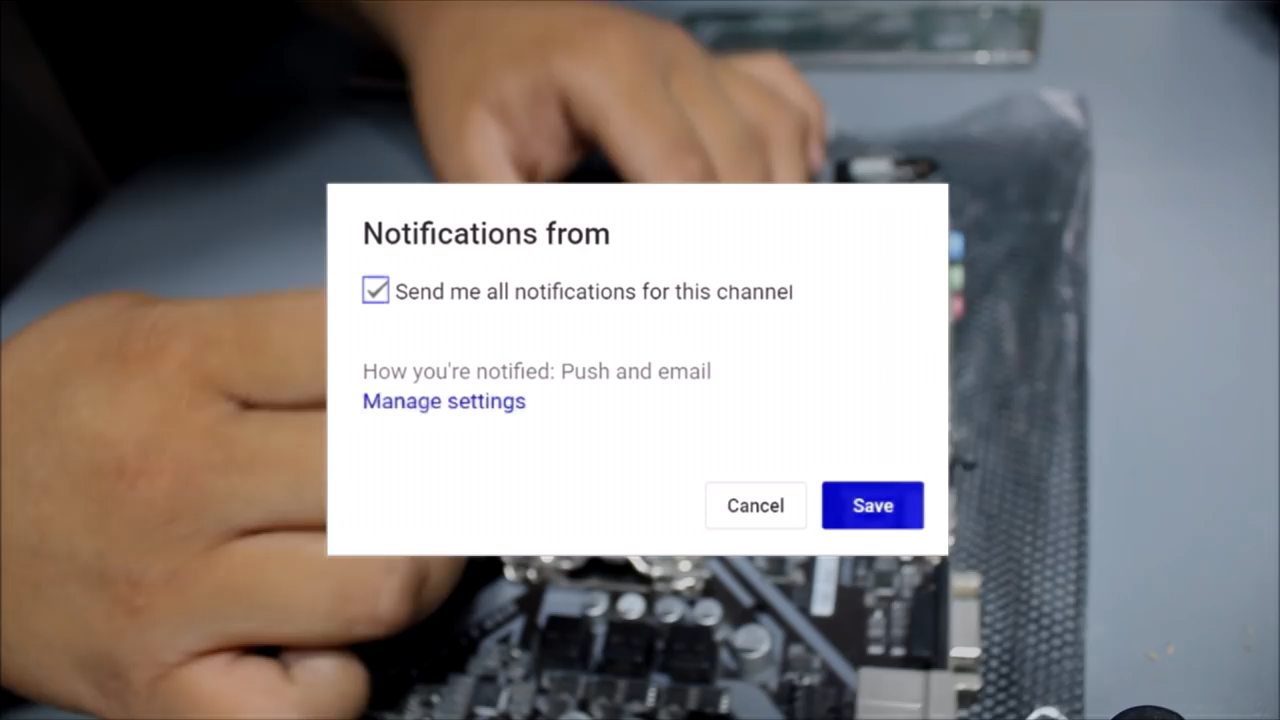 Notifications from
Send me all notifications for this channel
How you're notified: Push and email
Manage settings
Cancel
Save